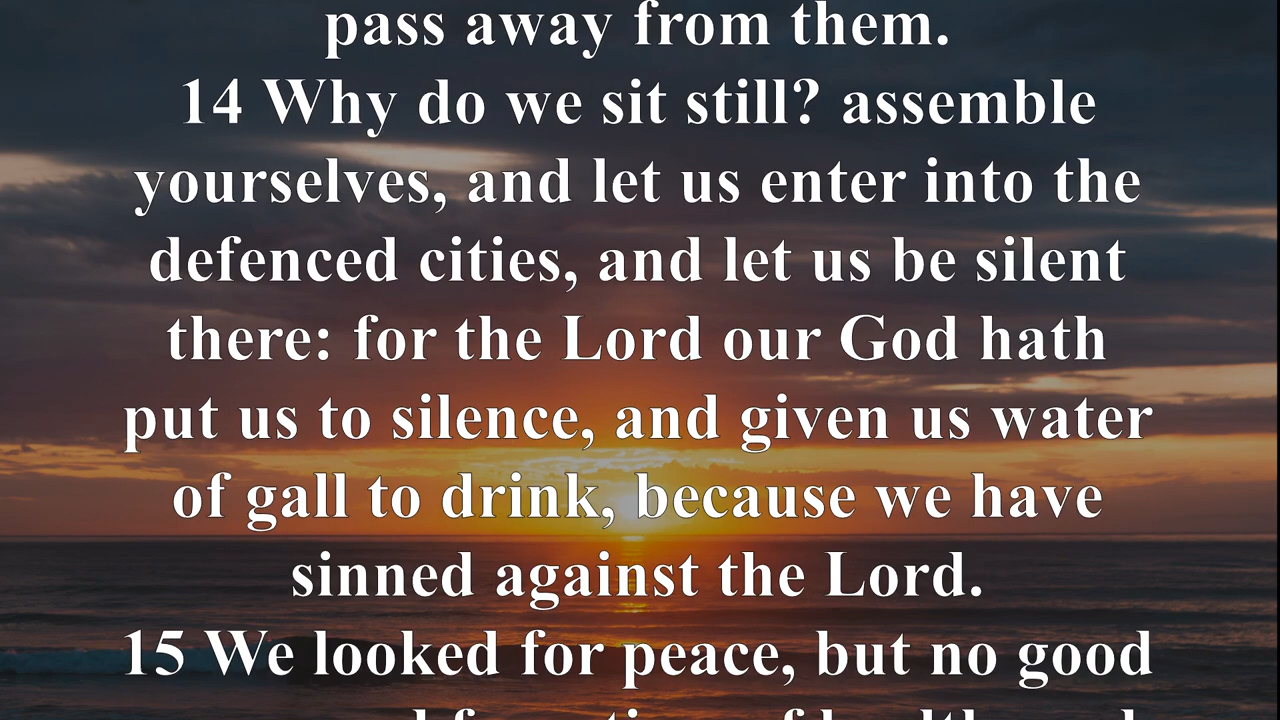 pass away from them.
14 Why do we sit still? assemble
yourselves, and let us enter into the
defenced cities, and let us be silent
there: for the Lord our God hath
put us to silence, and given us water
of gall to drink, because we have
sinned against the Lord.
15 We looked for peace, but no good